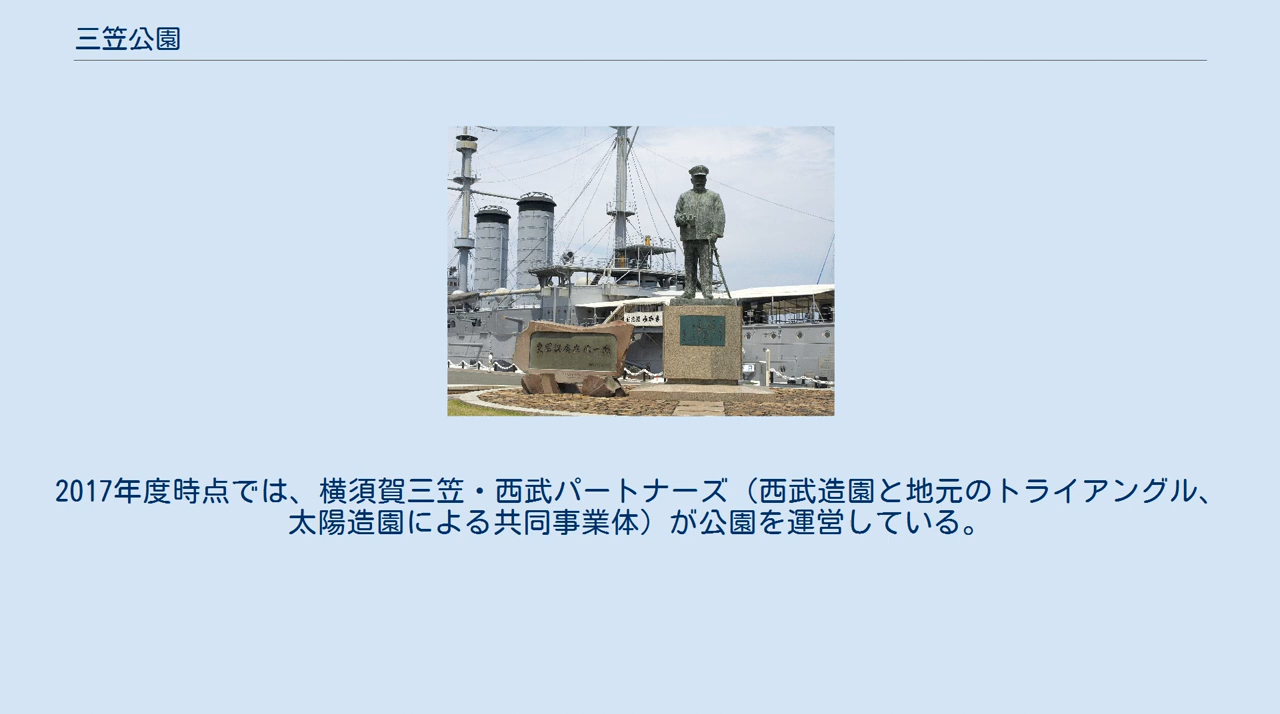 三笠公園
2017年度時点では、横須賀三笠・西武パートナーズ（西武造園と地元のトライアングル、
太陽造園による共同事業体）が公園を運営している。